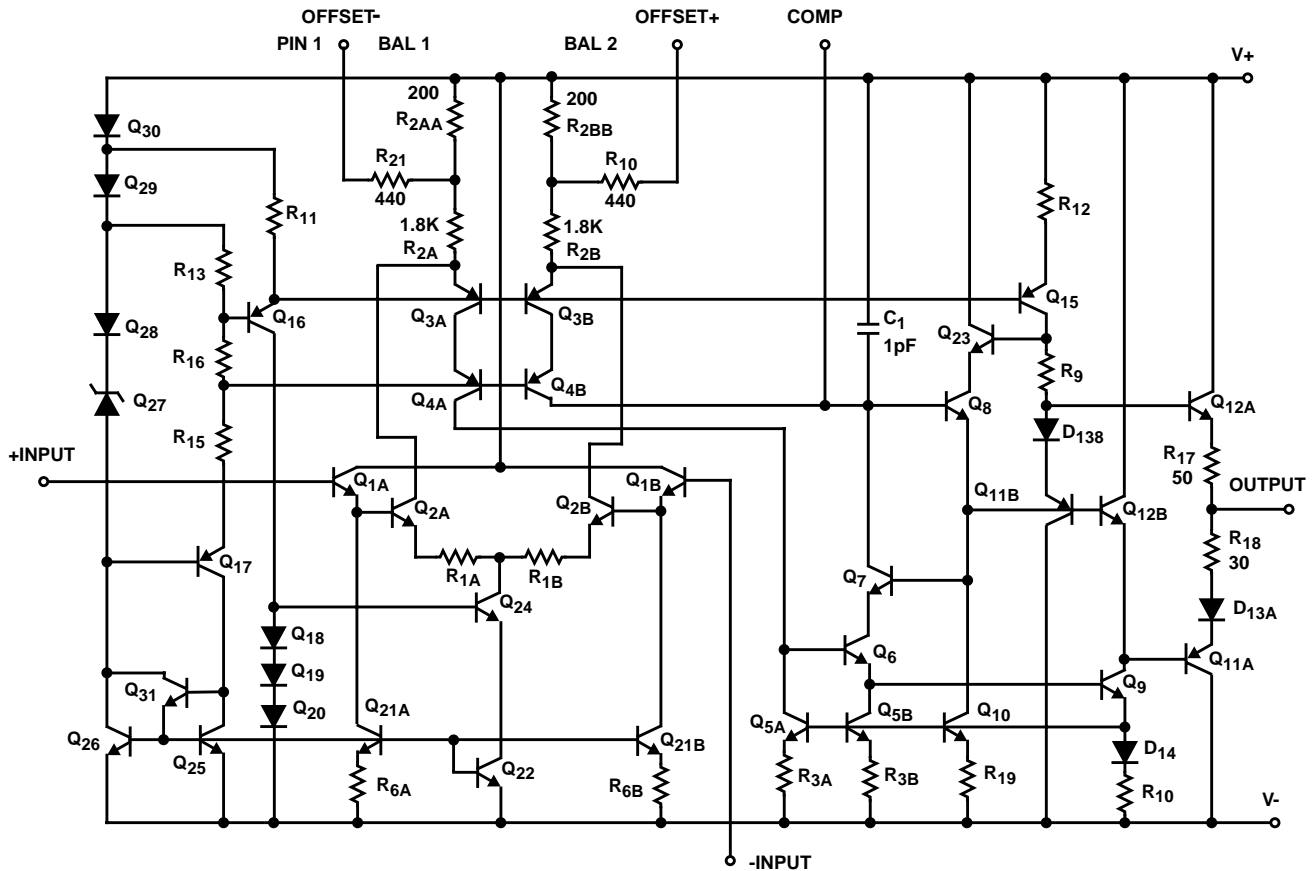 OFFSET- OFFSET+ COMP
PIN 1 BAL 1 BAL 2
V+
200 200
R2AA R2BB
Q30
R21 R10
440 440
Q29
R11
1.8K 1.8K
R2A R2B
R12
R13
Q16 Q3A Q3B Q15
Q28
C1
1pF
Q23
R16
R9
Q27 Q4A Q4B Q8 Q12A
R15
D138
+INPUT
R17
50
OUTPUT
Q1A Q1B
Q2A Q2B
Q11B Q12B
R18
30
Q17
R1A R1B
Q7
Q24
D13A
Q18
Q6
Q11A
Q19
Q31
Q9
Q20
Q21A
Q5A Q5B Q10
Q26 Q25 Q22 Q21B
D14
R6A R6B
R3A R3B R19
R10
V-
-INPUT